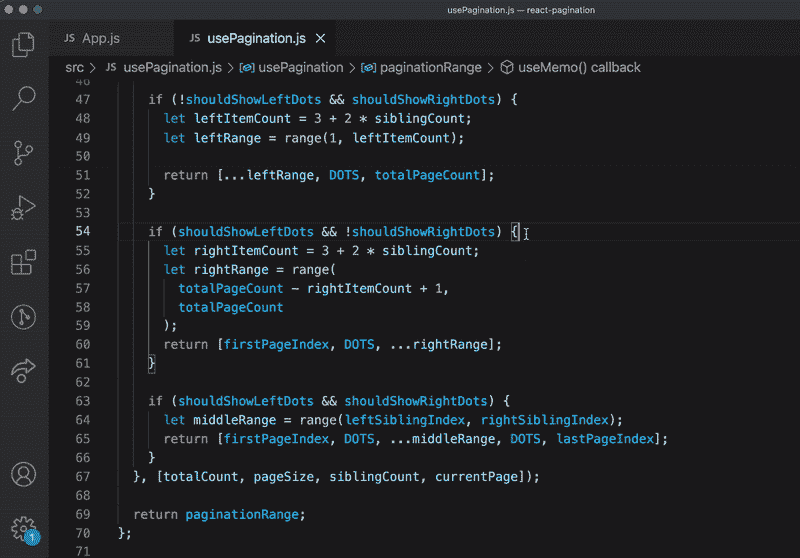 usePagination.js — react-pagination
JS App.js JS usePagination.js ×
src > JS usePagination.js > usePagination > paginationRange > useMemo() callback
46
47 if (!shouldShowLeftDots && shouldShowRightDots) {
48 let leftItemCount = 3 + 2 * siblingCount;
49 let leftRange = range(1, leftItemCount);
50
51 return [...leftRange, DOTS, totalPageCount];
52 }
53
54 if (shouldShowLeftDots && !shouldShowRightDots) {
55 let rightItemCount = 3 + 2 * siblingCount;
56 let rightRange = range(
57 totalPageCount - rightItemCount + 1,
58 totalPageCount
59 );
60 return [firstPageIndex, DOTS, ...rightRange];
61 }
62
63 if (shouldShowLeftDots && shouldShowRightDots) {
64 let middleRange = range(leftSiblingIndex, rightSiblingIndex);
65 return [firstPageIndex, DOTS, ...middleRange, DOTS, lastPageIndex];
66 }
67 }, [totalCount, pageSize, siblingCount, currentPage]);
68
69 return paginationRange;
70 };
71
1